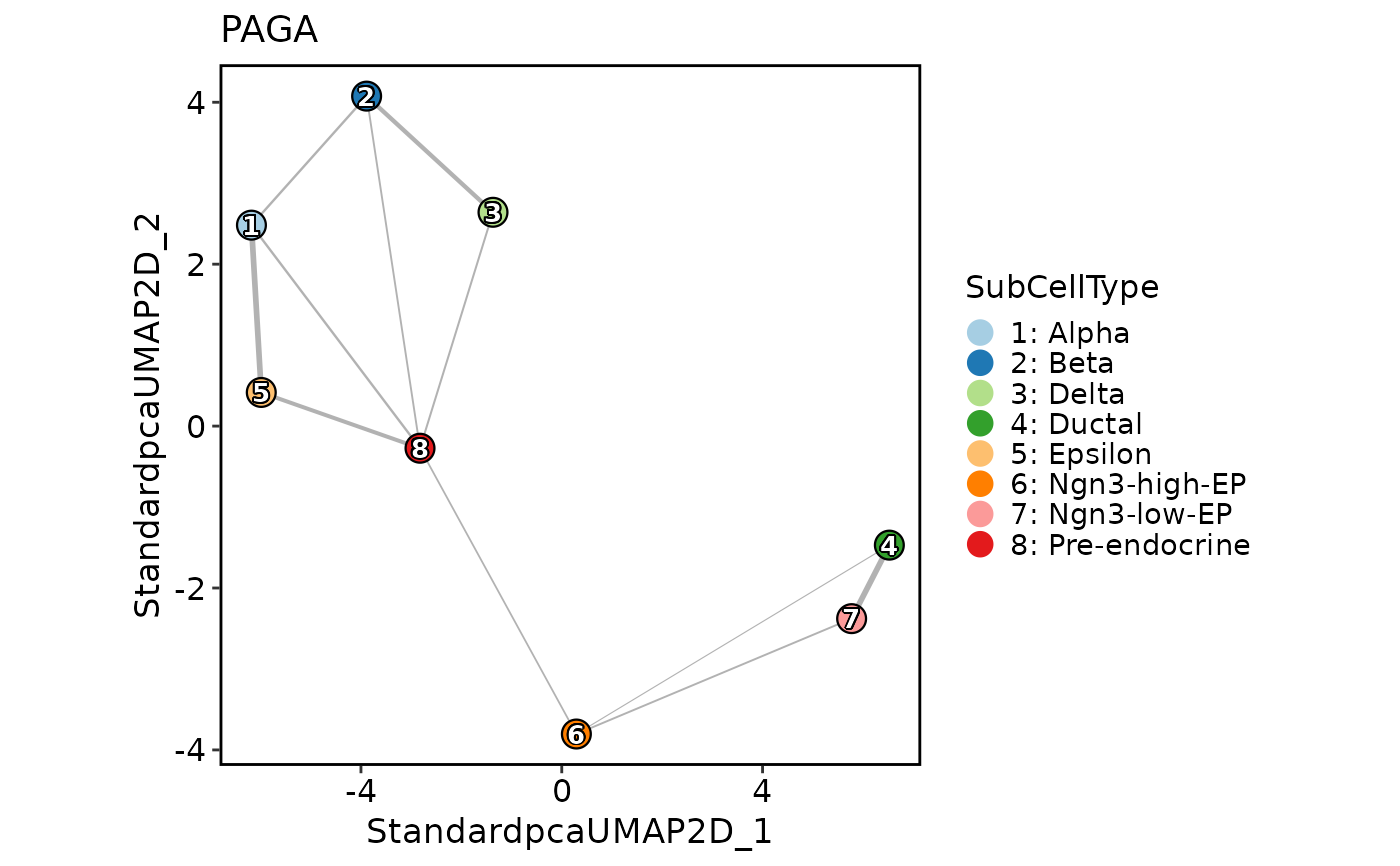 PAGA
StandardpcaUMAP2D_2
4
2
0
-2
-4
2
3
1
5
8
4
7
6
-4
0
4
StandardpcaUMAP2D_1
SubCellType
1: Alpha
2: Beta
3: Delta
4: Ductal
5: Epsilon
6: Ngn3-high-EP
7: Ngn3-low-EP
8: Pre-endocrine